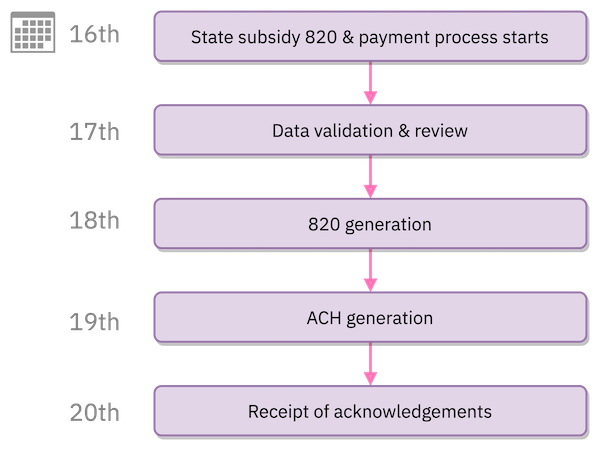 16th
State subsidy 820 & payment process starts
17th
Data validation & review
18th
820 generation
19th
ACH generation
20th
Receipt of acknowledgements